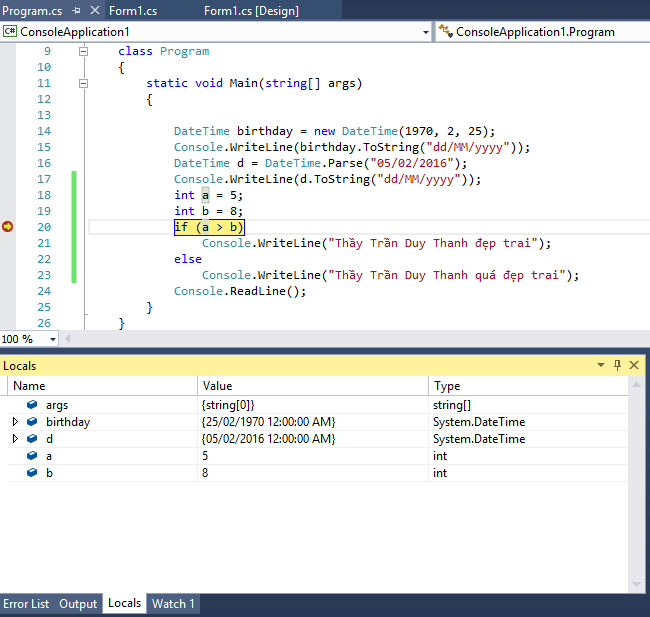 Program.cs Form1.cs Form1.cs [Design]
C# ConsoleApplication1 ConsoleApplication1.Program
9 class Program
10 {
11 static void Main(string[] args)
12 {
13
14 DateTime birthday = new DateTime(1970, 2, 25);
15 Console.WriteLine(birthday.ToString("dd/MM/yyyy"));
16 DateTime d = DateTime.Parse("05/02/2016");
17 Console.WriteLine(d.ToString("dd/MM/yyyy"));
18 int a = 5;
19 int b = 8;
20 if (a > b)
21 Console.WriteLine("Thầy Trần Duy Thanh đẹp trai");
22 else
23 Console.WriteLine("Thầy Trần Duy Thanh quá đẹp trai");
24 Console.ReadLine();
25 }
26 }
100 %
Locals
Name Value Type
args {string[0]} string[]
birthday {25/02/1970 12:00:00 AM} System.DateTime
d {05/02/2016 12:00:00 AM} System.DateTime
a 5 int
b 8 int
Error List Output Locals Watch 1